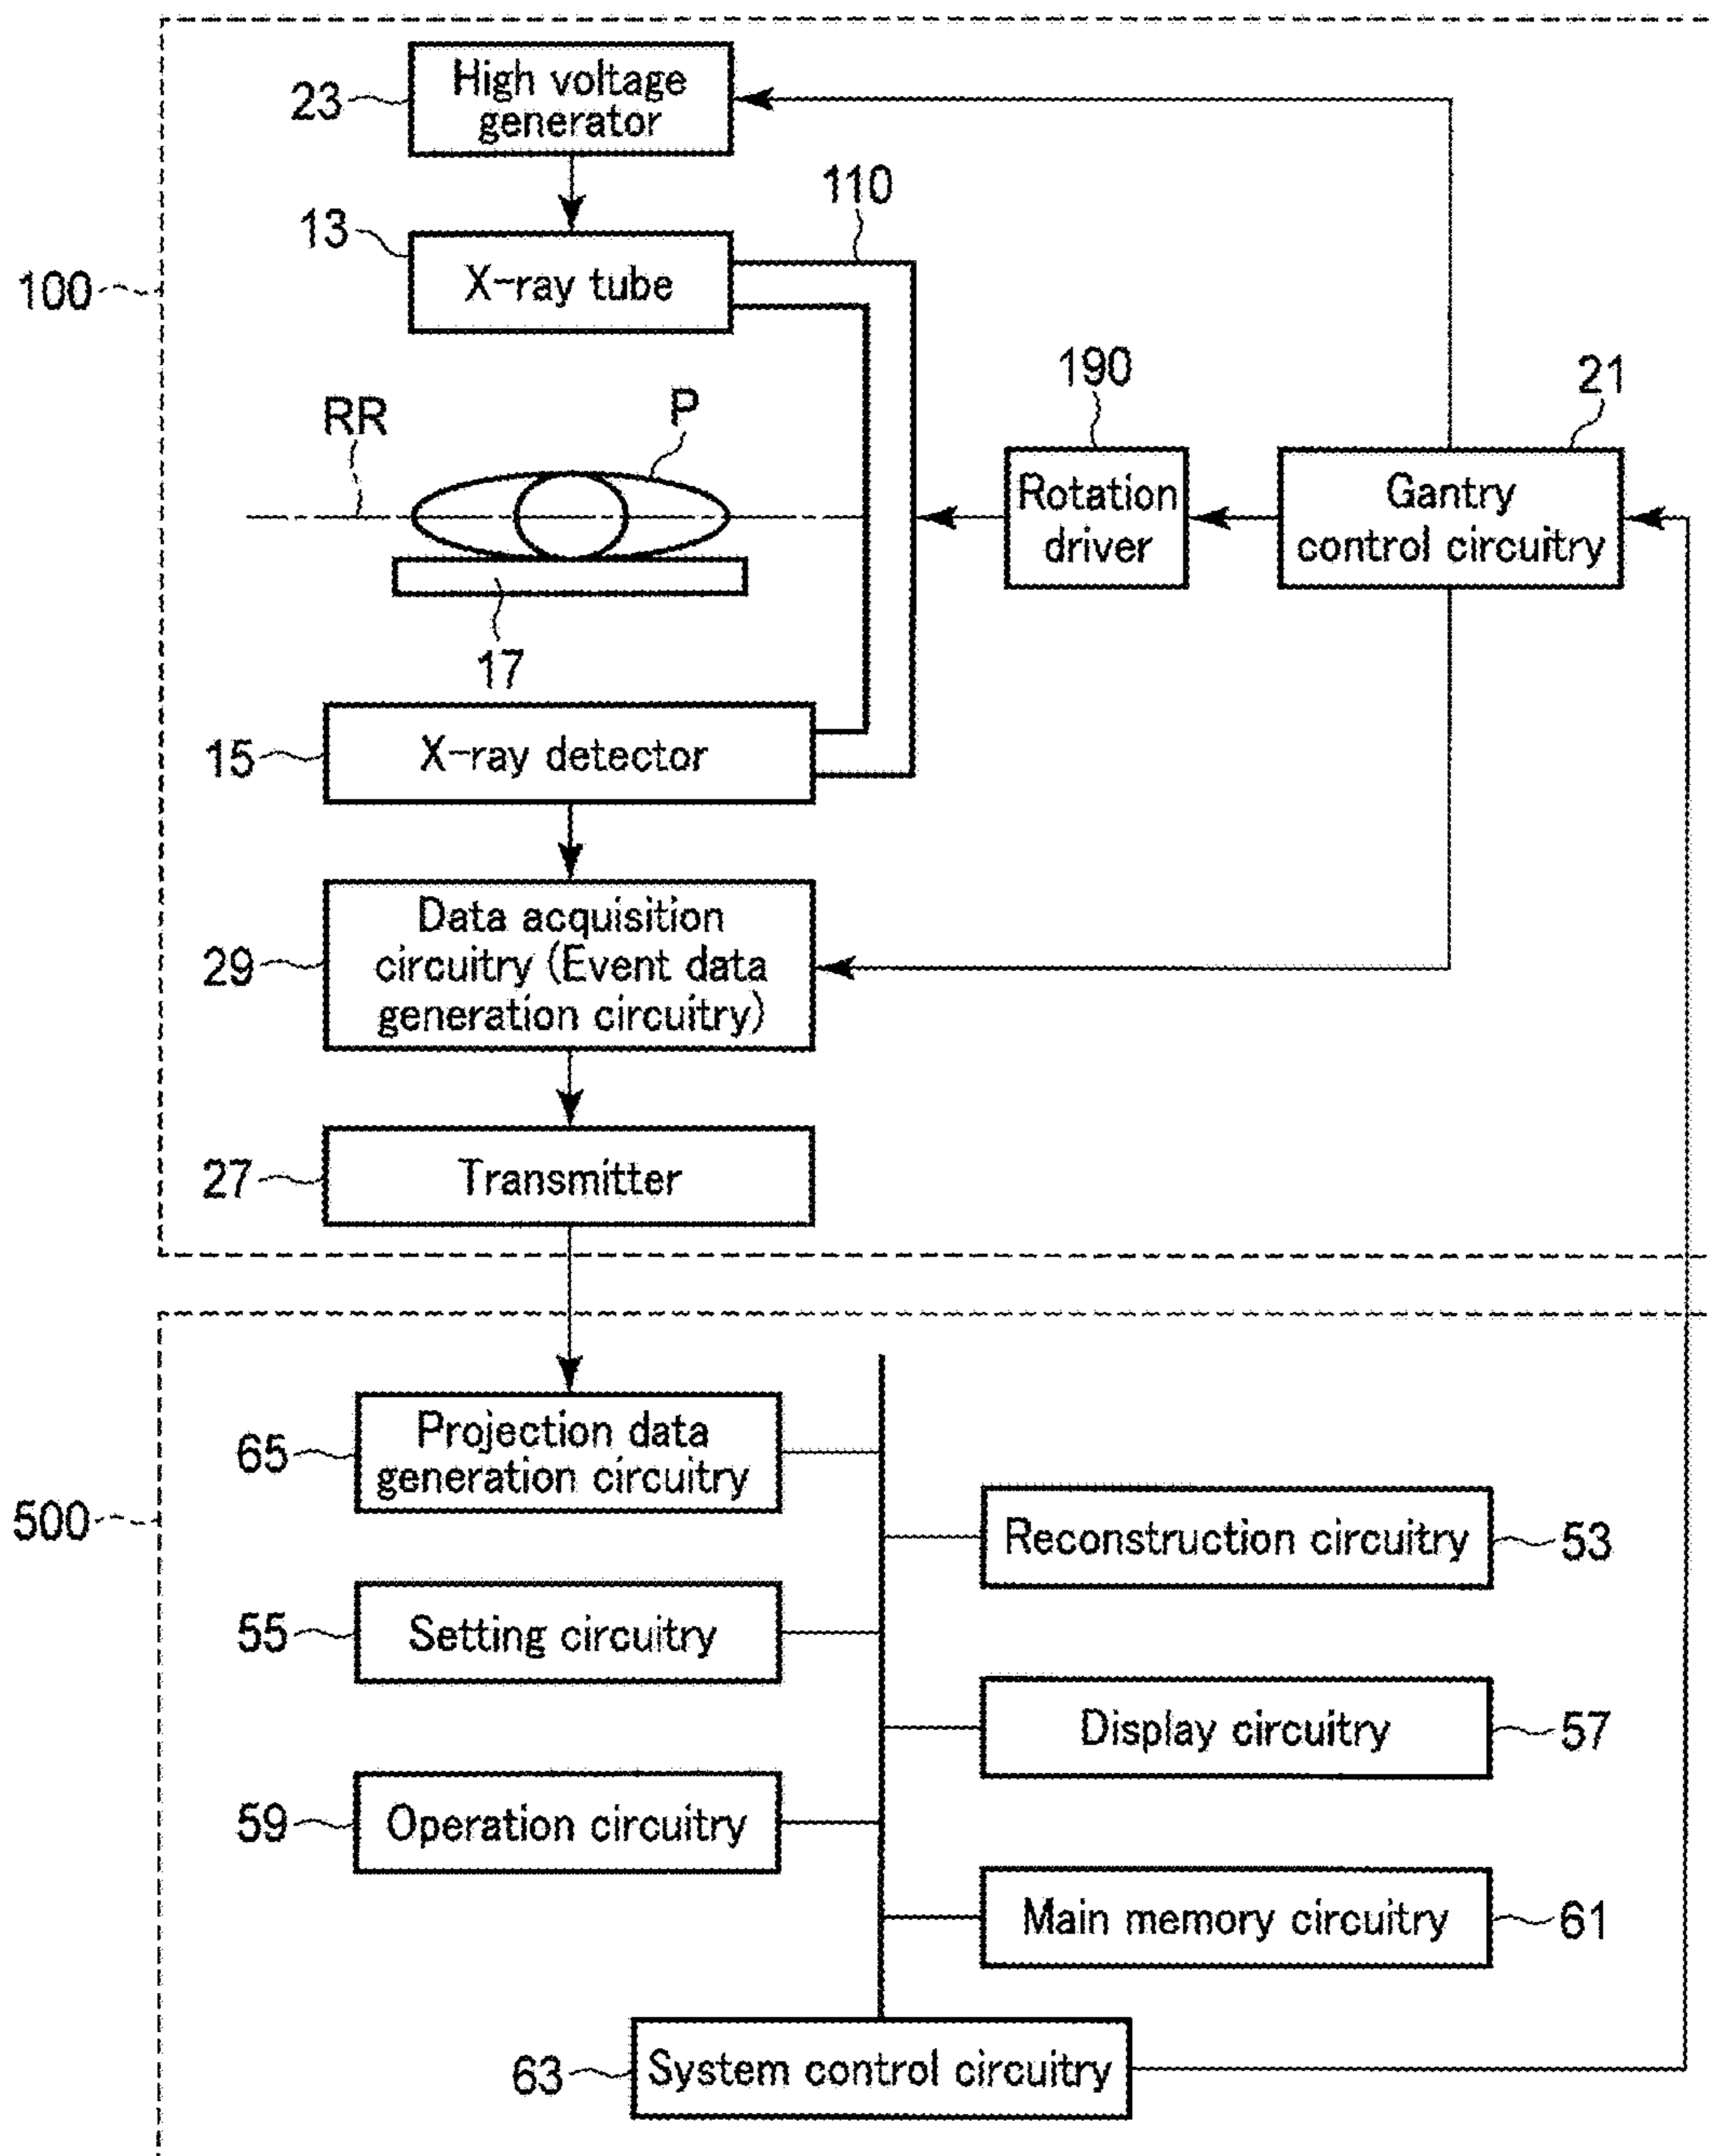 23
High voltage
generator
110
13
X-ray tube
100
190
21
RR
P
Rotation
driver
Gantry
control circuitry
17
15
X-ray detector
29
Data acquisition
circuitry (Event data
generation circuitry)
27
Transmitter
65
Projection data
generation circuitry
500
Reconstruction circuitry
53
55
Setting circuitry
Display circuitry
57
59
Operation circuitry
Main memory circuitry
61
63
System control circuitry